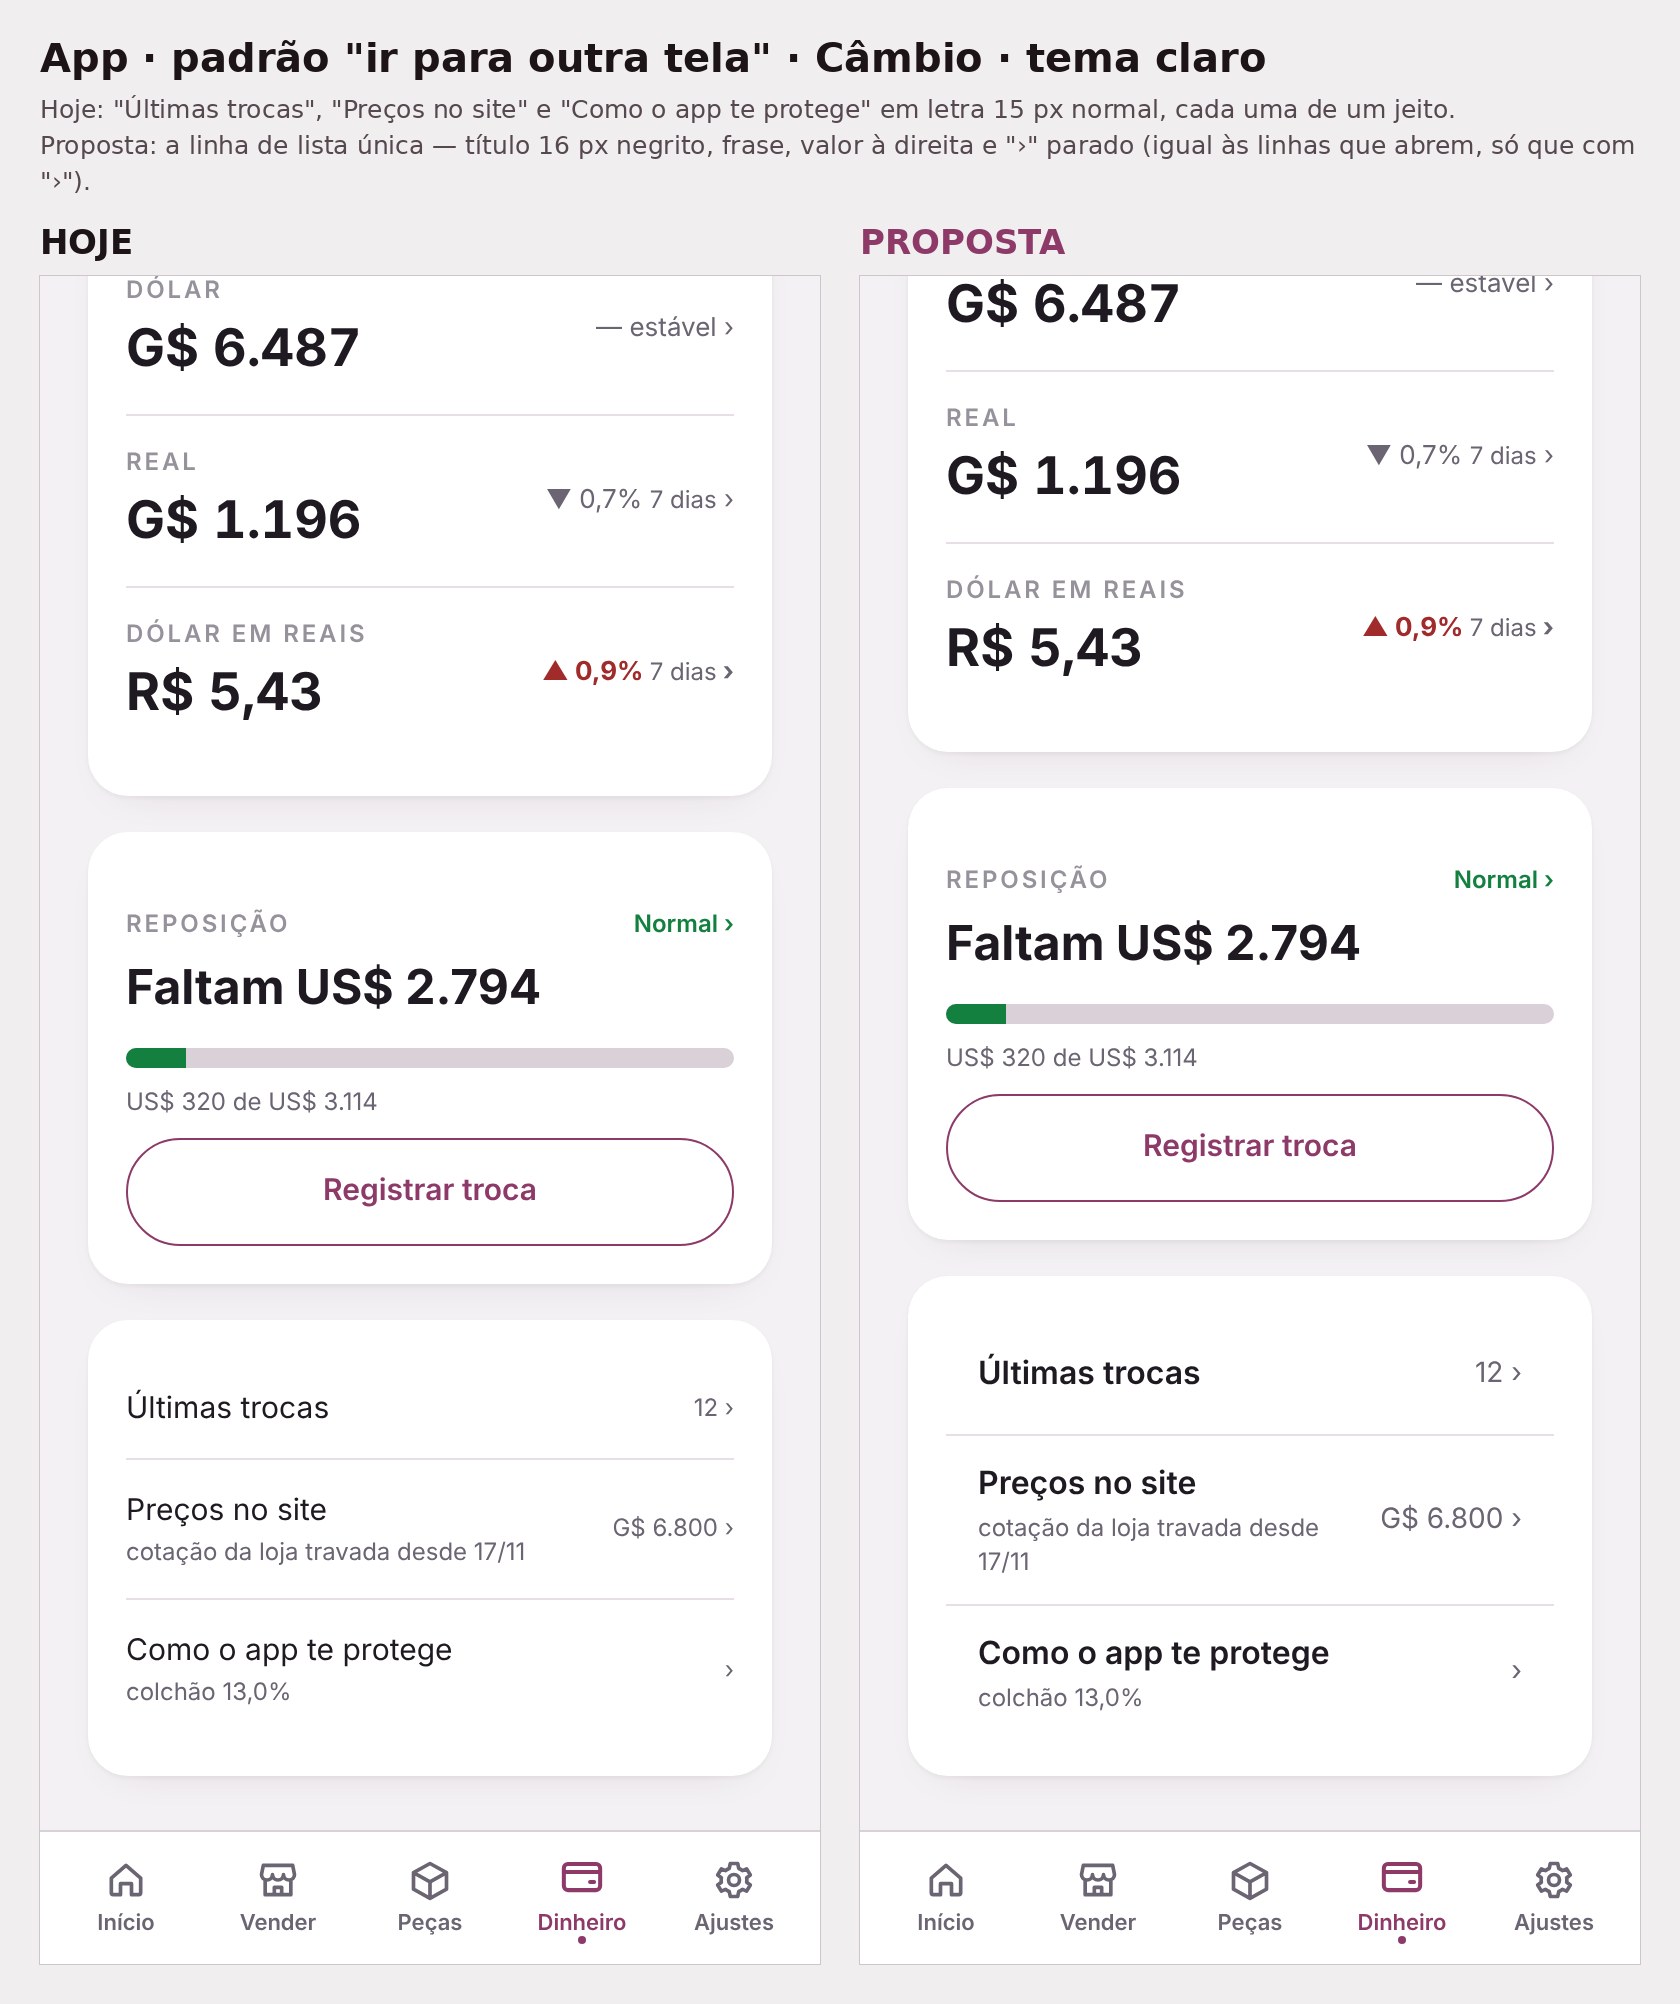 App · padrão "ir para outra tela" · Câmbio · tema claro
Hoje: "Últimas trocas", "Preços no site" e "Como o app te protege" em letra 15 px normal, cada uma de um jeito.
Proposta: a linha de lista única — título 16 px negrito, frase, valor à direita e "›" parado (igual às linhas que abrem, só que com
"›").
HOJE
DÓLAR
G$ 6.487
— estável ›
REAL
G$ 1.196
▼ 0,7% 7 dias ›
DÓLAR EM REAIS
R$ 5,43
▲ 0,9% 7 dias ›
REPOSIÇÃO
Normal ›
Faltam US$ 2.794
US$ 320 de US$ 3.114
Registrar troca
Últimas trocas
12 ›
Preços no site
cotação da loja travada desde 17/11
G$ 6.800 ›
Como o app te protege
colchão 13,0%
›
Início
Vender
Peças
Dinheiro
Ajustes
PROPOSTA
G$ 6.487
— estável ›
REAL
G$ 1.196
▼ 0,7% 7 dias ›
DÓLAR EM REAIS
R$ 5,43
▲ 0,9% 7 dias ›
REPOSIÇÃO
Normal ›
Faltam US$ 2.794
US$ 320 de US$ 3.114
Registrar troca
Últimas trocas
12 ›
Preços no site
cotação da loja travada desde
17/11
G$ 6.800 ›
Como o app te protege
colchão 13,0%
›
Início
Vender
Peças
Dinheiro
Ajustes